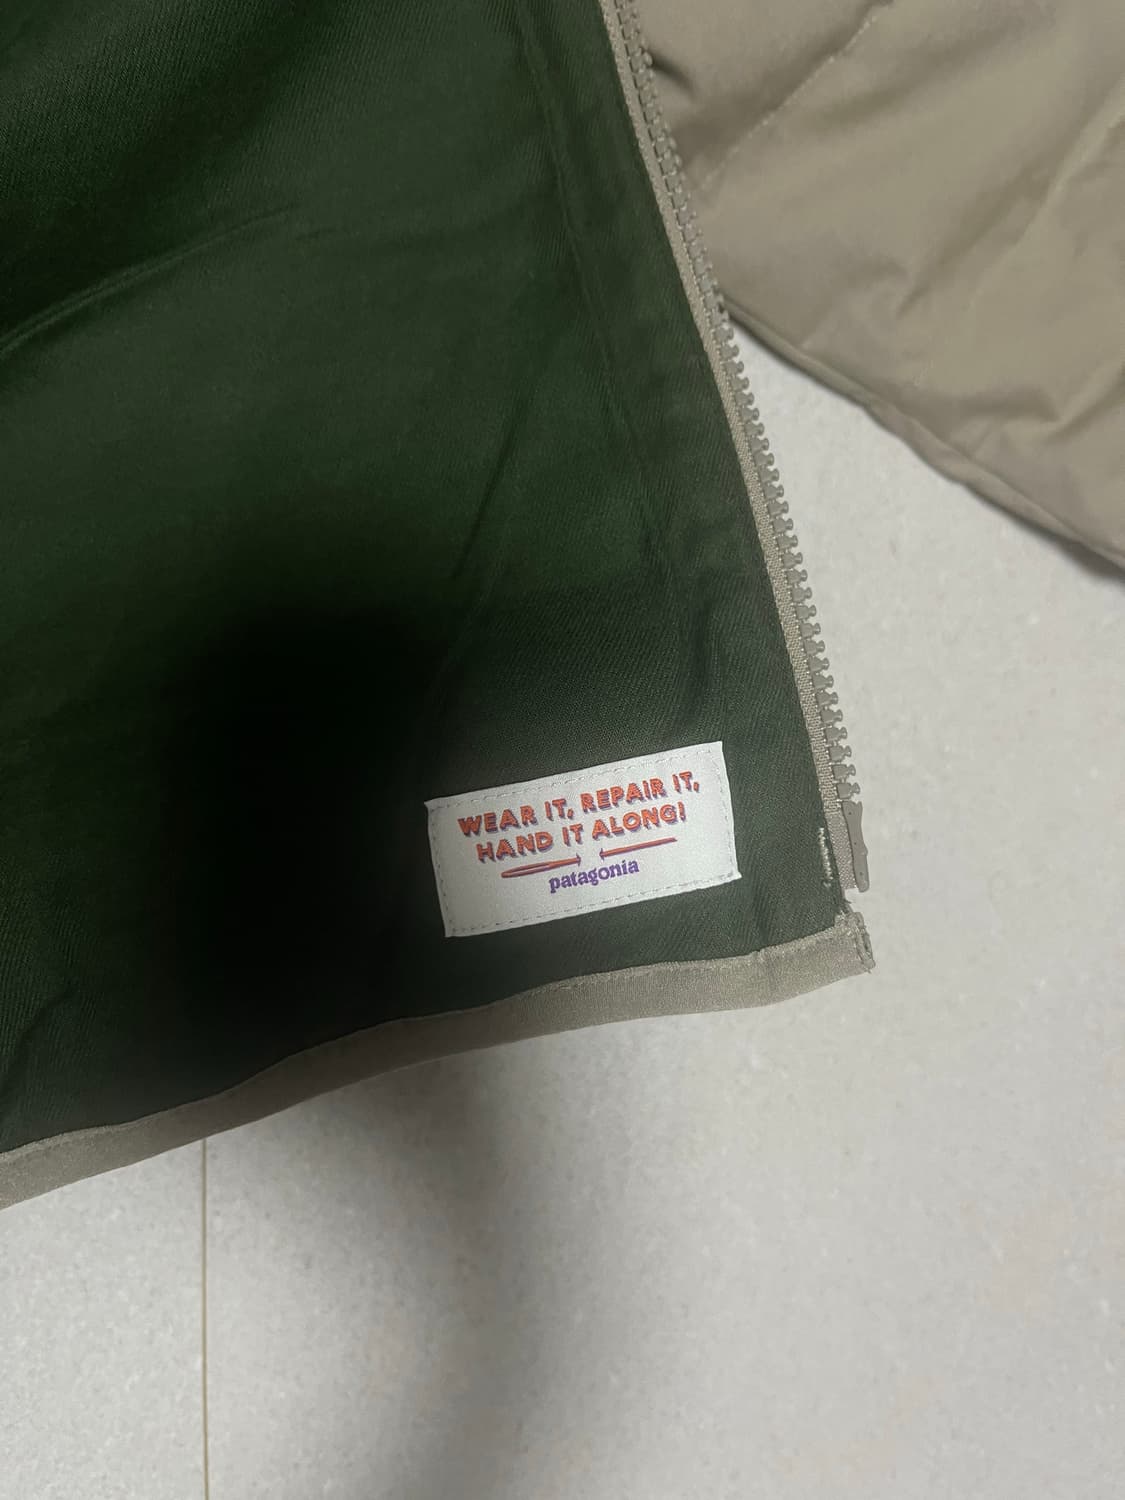 WEAR IT, REPAIR IT,
HAND IT ALONG!
patagonia